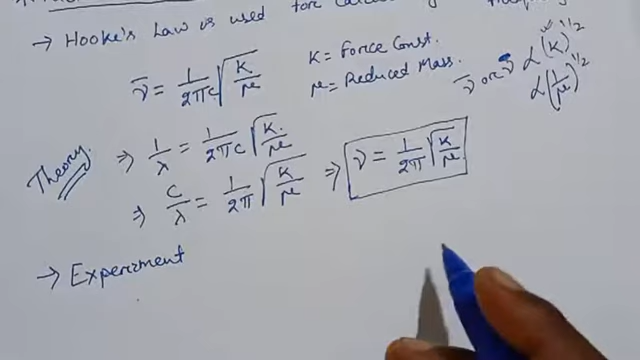 → Hooke's Law is used fore
ν̄ = 1/2πc √K/μ
K = Force Const.
μ = Reduced Mass.
ν̄ or ν α (K)^1/2
α (1/μ)^1/2
Theory.
⇒ 1/λ = 1/2πc √K/μ
⇒ c/λ = 1/2π √K/μ ⇒ ν = 1/2π √K/μ
→ Experiment